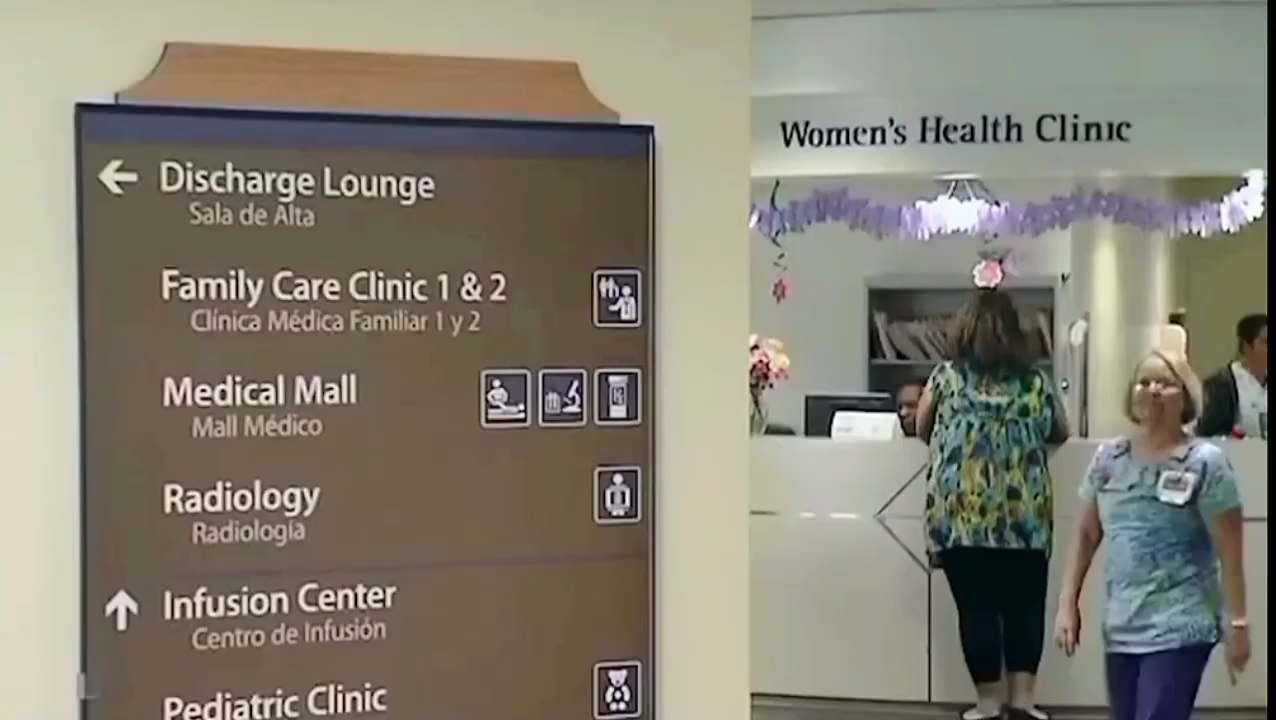 Discharge Lounge
Sala de Alta
Family Care Clinic 1 & 2
Clínica Médica Familiar 1 y 2
Medical Mall
Mall Médico
Radiology
Radiología
Infusion Center
Centro de Infusión
Pediatric Clinic
Women's Health Clinic